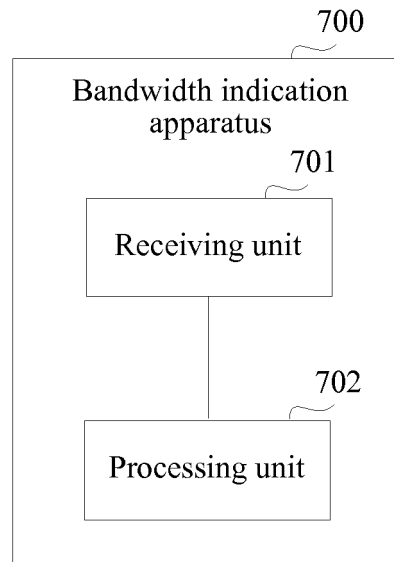 700
Bandwidth indication
apparatus
701
Receiving unit
702
Processing unit